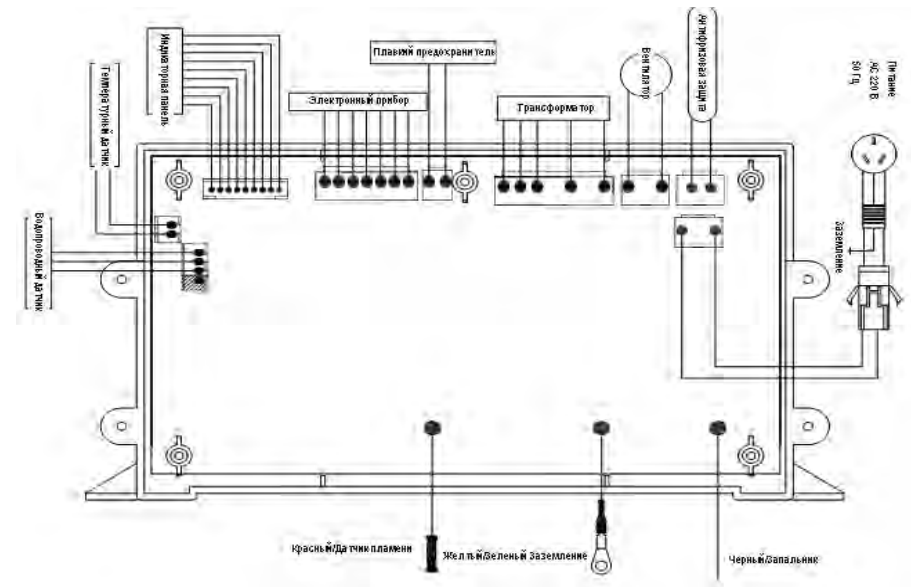 Индикаторная панель
Температурный датчик
Водопроводный датчик
Электронный прибор
Плавкий предохранитель
Трансформатор
Вентилятор
Антифризовая защита
Питание
AC 220 В
50 Гц
Заземление
Красный/Датчик пламени
Желтый/Зеленый Заземление
Черный/Запальник